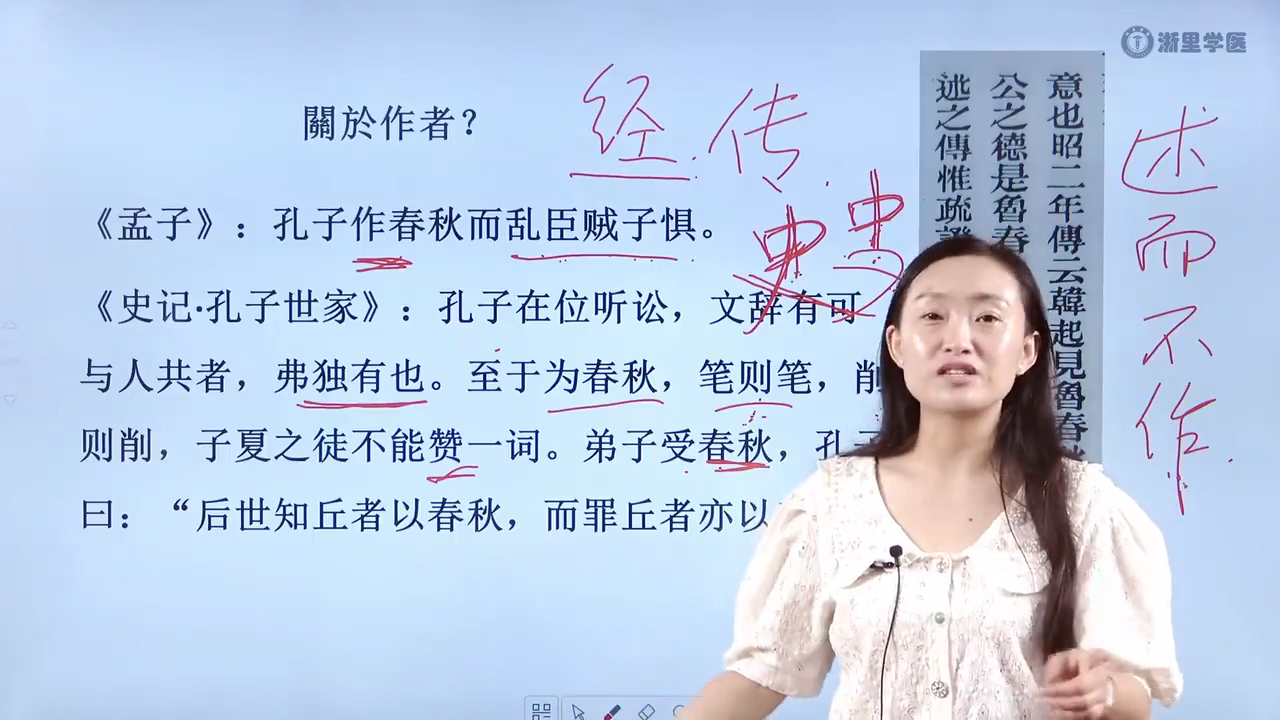 浙里学医
關於作者？
经.传.
《孟子》：孔子作春秋而乱臣贼子惧。
史
史
《史记·孔子世家》：孔子在位听讼，文辞有可
与人共者，弗独有也。至于为春秋，笔则笔，削
则削，子夏之徒不能赞一词。弟子受春秋，孔子
曰：“后世知丘者以春秋，而罪丘者亦以
意也昭二年傳云韓起見魯春
公之德是魯春
述之傳惟疏證
述而不作